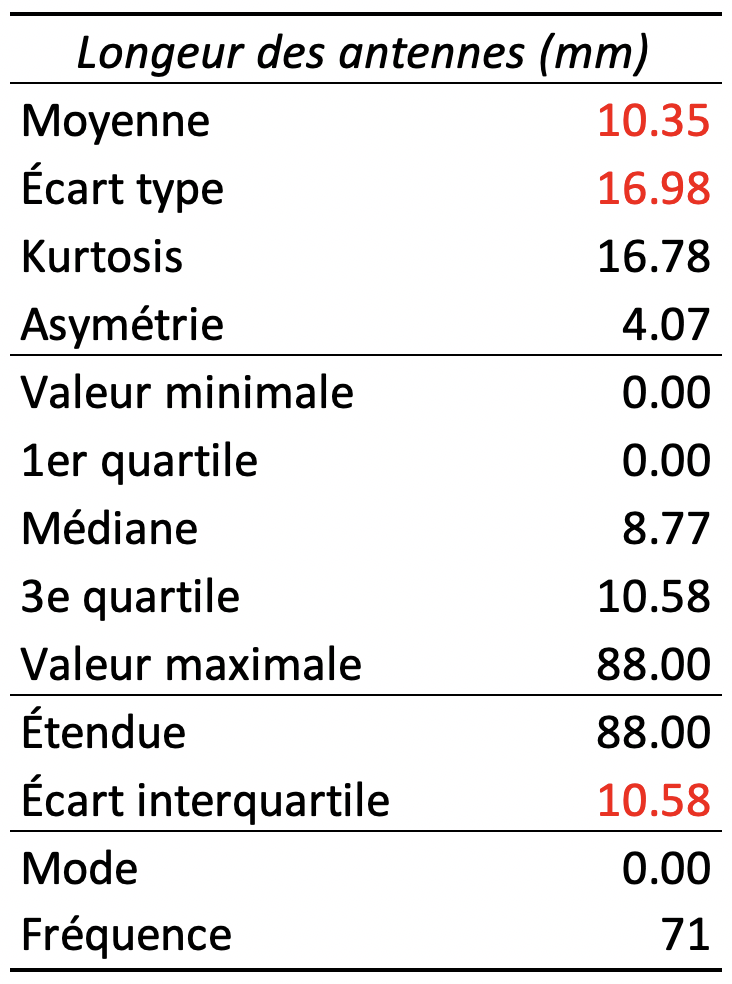 Longeur des antennes (mm)
Moyenne 10.35
Écart type 16.98
Kurtosis 16.78
Asymétrie 4.07
Valeur minimale 0.00
1er quartile 0.00
Médiane 8.77
3e quartile 10.58
Valeur maximale 88.00
Étendue 88.00
Écart interquartile 10.58
Mode 0.00
Fréquence 71